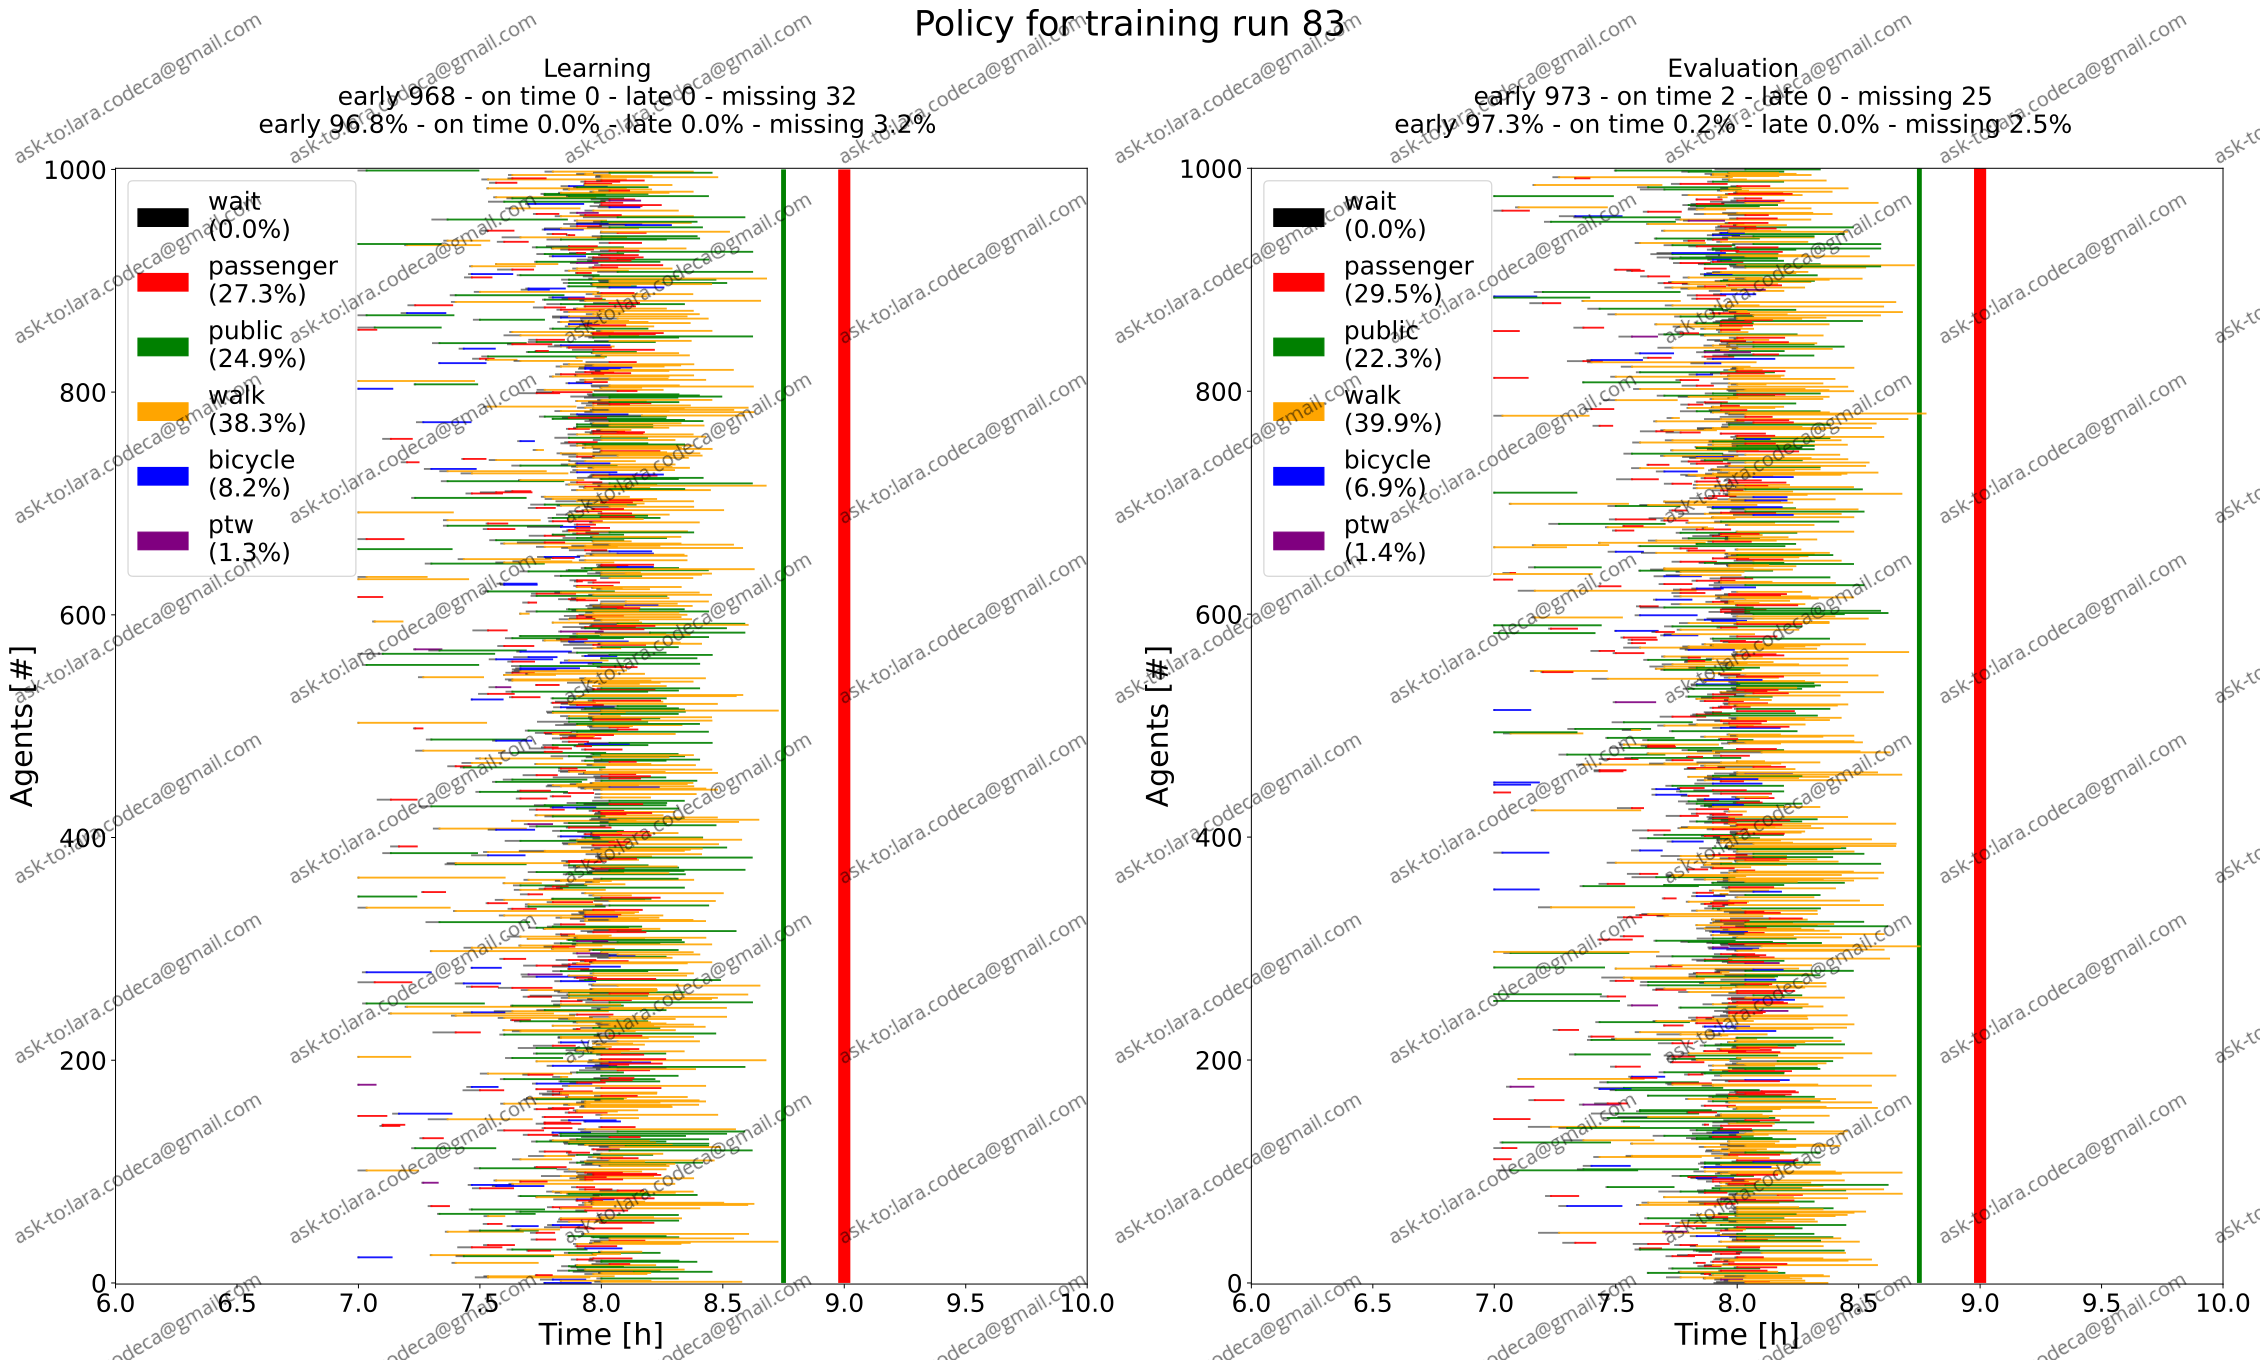 Policy for training run 83
Learning
early 968 - on time 0 - late 0 - missing 32
early 96.8% - on time 0.0% - late 0.0% - missing 3.2%
1000
800
600
400
200
0
Agents [#]
wait
(0.0%)
passenger
(27.3%)
public
(24.9%)
walk
(38.3%)
bicycle
(8.2%)
ptw
(1.3%)
6.0 6.5 7.0 7.5 8.0 8.5 9.0 9.5 10.0
Time [h]
Evaluation
early 973 - on time 2 - late 0 - missing 25
early 97.3% - on time 0.2% - late 0.0% - missing 2.5%
1000
800
600
400
200
0
Agents [#]
wait
(0.0%)
passenger
(29.5%)
public
(22.3%)
walk
(39.9%)
bicycle
(6.9%)
ptw
(1.4%)
6.0 6.5 7.0 7.5 8.0 8.5 9.0 9.5 10.0
Time [h]
ask-to:lara.codeca@gmail.com